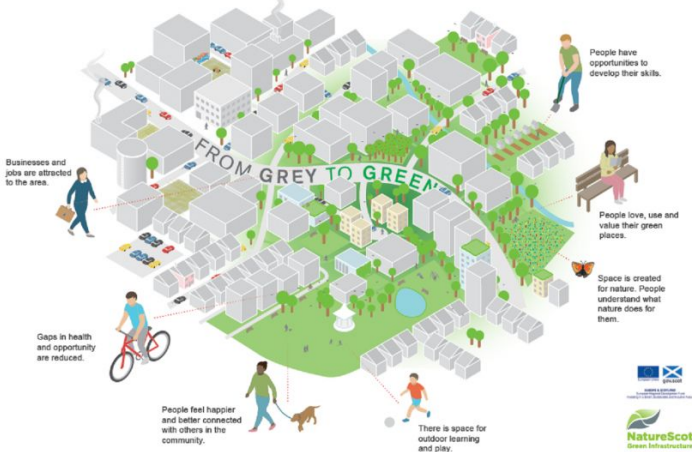 People have
opportunities to
develop their skills.
Businesses and
jobs are attracted
to the area.
FROM GREY TO GREEN
People love, use and
value their green
places.
Space is created
for nature. People
understand what
nature does for
them.
Gaps in health
and opportunity
are reduced.
People feel happier
and better connected
with others in the
community.
There is space for
outdoor learning
and play.
gov.scot
NatureScot
Green Infrastructure